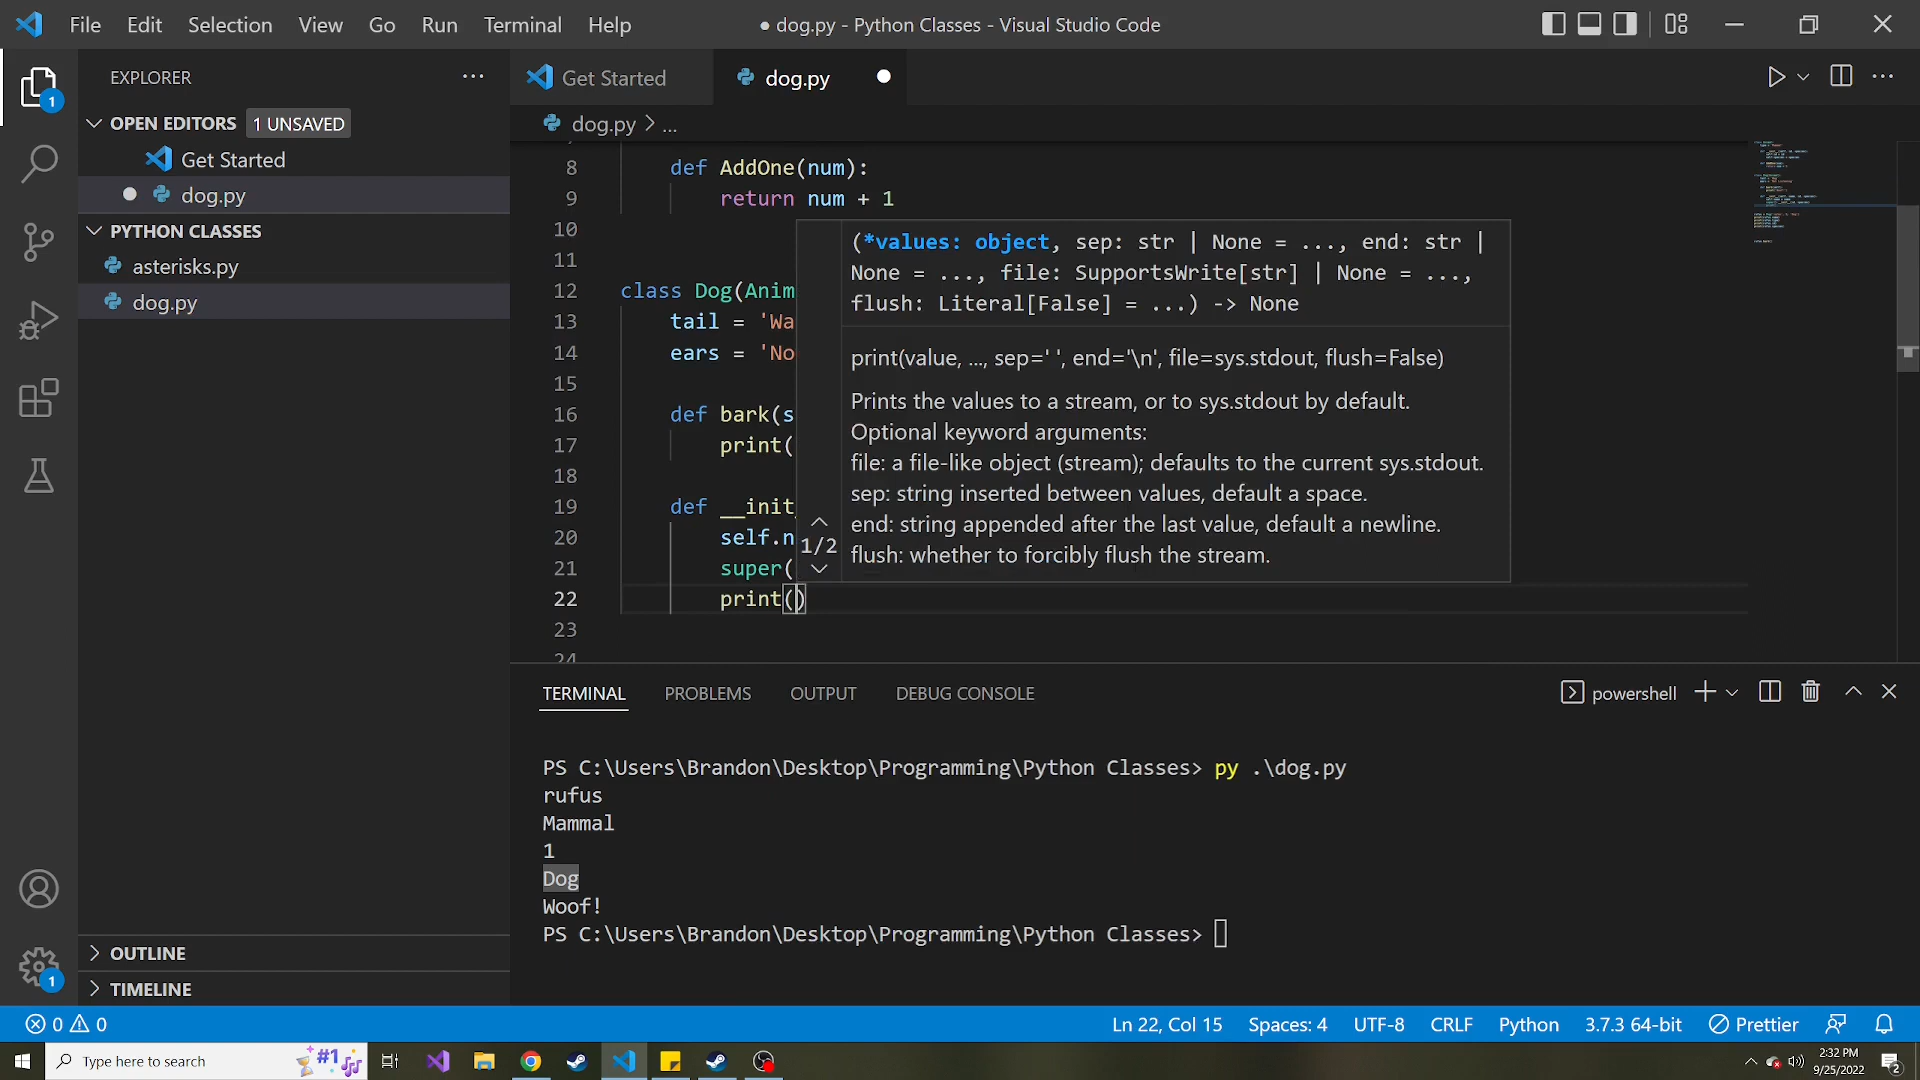 File Edit Selection View Go Run Terminal Help
● dog.py - Python Classes - Visual Studio Code
EXPLORER
1
OPEN EDITORS 1 UNSAVED
Get Started
dog.py
PYTHON CLASSES
asterisks.py
dog.py
OUTLINE
TIMELINE
1
Get Started dog.py
dog.py > ...
8 def AddOne(num):
9 return num + 1
10
11
12 class Dog(Anim
13 tail = 'Wa
14 ears = 'No
15
16 def bark(s
17 print(
18
19 def __init_
20 self.n
21 super(
22 print()
23
24
(*values: object, sep: str | None = ..., end: str |
None = ..., file: SupportsWrite[str] | None = ...,
flush: Literal[False] = ...) -> None
print(value, ..., sep=' ', end='\n', file=sys.stdout, flush=False)
Prints the values to a stream, or to sys.stdout by default.
Optional keyword arguments:
file: a file-like object (stream); defaults to the current sys.stdout.
sep: string inserted between values, default a space.
end: string appended after the last value, default a newline.
flush: whether to forcibly flush the stream.
1/2
TERMINAL PROBLEMS OUTPUT DEBUG CONSOLE
powershell
PS C:\Users\Brandon\Desktop\Programming\Python Classes> py .\dog.py
rufus
Mammal
1
Dog
Woof!
PS C:\Users\Brandon\Desktop\Programming\Python Classes>
0 0
Ln 22, Col 15 Spaces: 4 UTF-8 CRLF Python 3.7.3 64-bit Prettier
Type here to search
#1
2:32 PM
9/25/2022
2